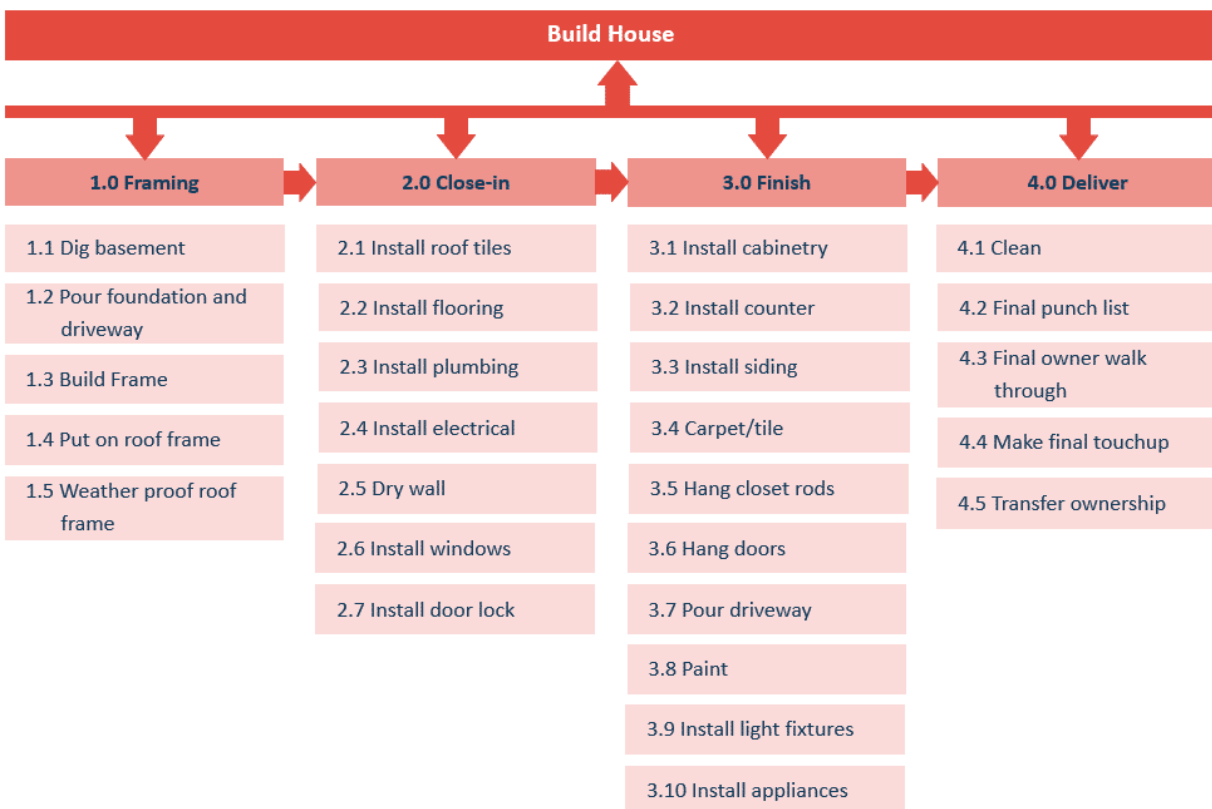 Build House
1.0 Framing
1.1 Dig basement
1.2 Pour foundation and
driveway
1.3 Build Frame
1.4 Put on roof frame
1.5 Weather proof roof
frame
2.0 Close-in
2.1 Install roof tiles
2.2 Install flooring
2.3 Install plumbing
2.4 Install electrical
2.5 Dry wall
2.6 Install windows
2.7 Install door lock
3.0 Finish
3.1 Install cabinetry
3.2 Install counter
3.3 Install siding
3.4 Carpet/tile
3.5 Hang closet rods
3.6 Hang doors
3.7 Pour driveway
3.8 Paint
3.9 Install light fixtures
3.10 Install appliances
4.0 Deliver
4.1 Clean
4.2 Final punch list
4.3 Final owner walk
through
4.4 Make final touchup
4.5 Transfer ownership